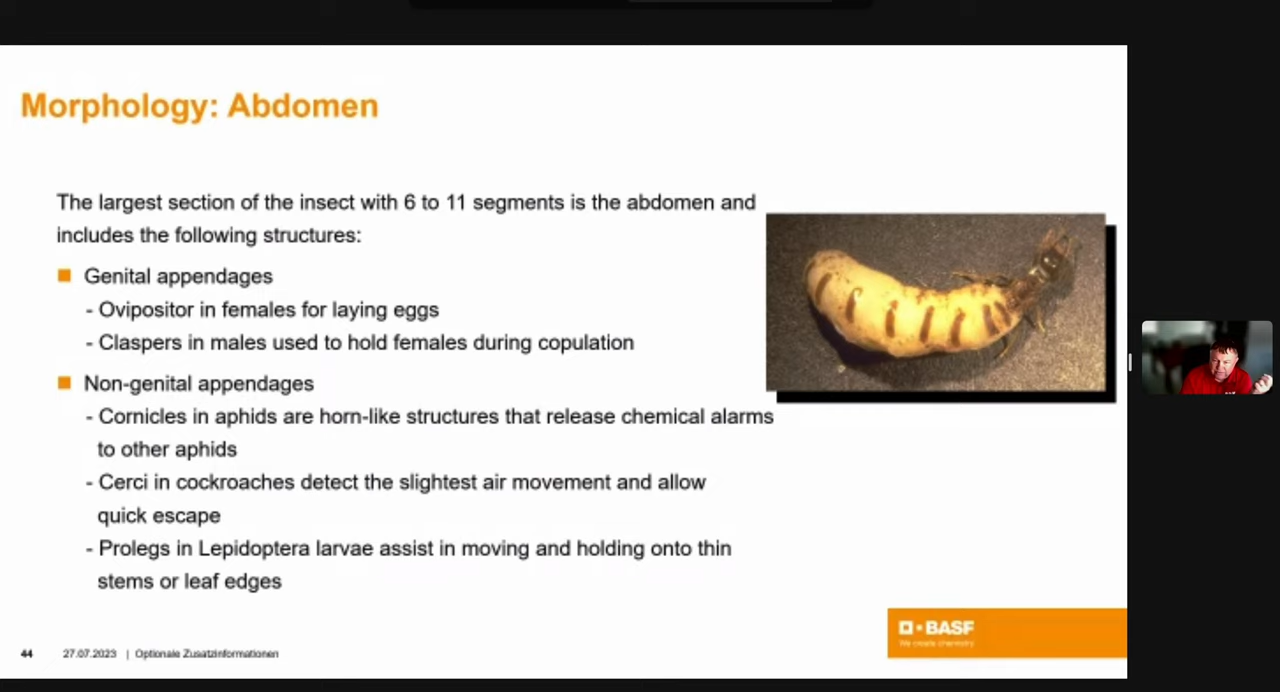 Morphology: Abdomen
The largest section of the insect with 6 to 11 segments is the abdomen and
includes the following structures:
Genital appendages
- Ovipositor in females for laying eggs
- Claspers in males used to hold females during copulation
Non-genital appendages
- Cornicles in aphids are horn-like structures that release chemical alarms
to other aphids
- Cerci in cockroaches detect the slightest air movement and allow
quick escape
- Prolegs in Lepidoptera larvae assist in moving and holding onto thin
stems or leaf edges
BASF
We create chemistry
44 27.07.2023 | Optionale Zusatzinformationen